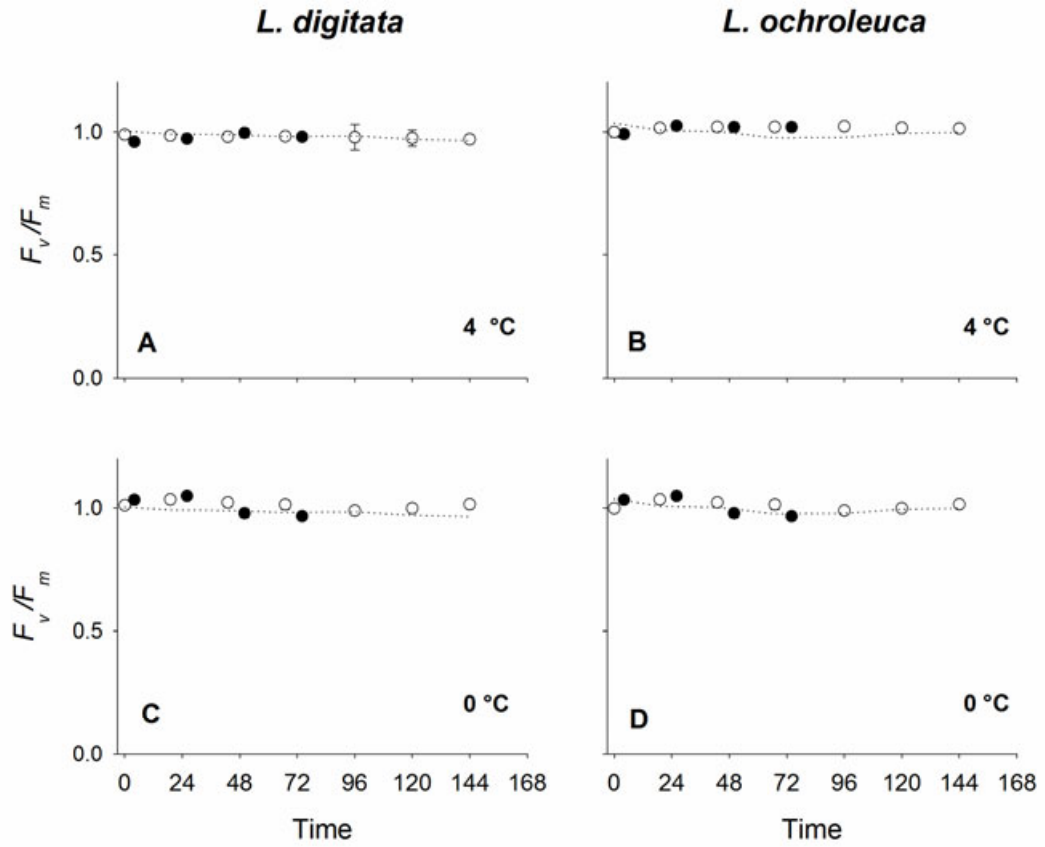 L. digitata L. ochroleuca
1.0
Fv/Fm
0.5
A 4 °C B 4 °C
0.0
1.0
Fv/Fm
0.5
C 0 °C D 0 °C
0.0
0 24 48 72 96 120 144 168 0 24 48 72 96 120 144 168
Time Time